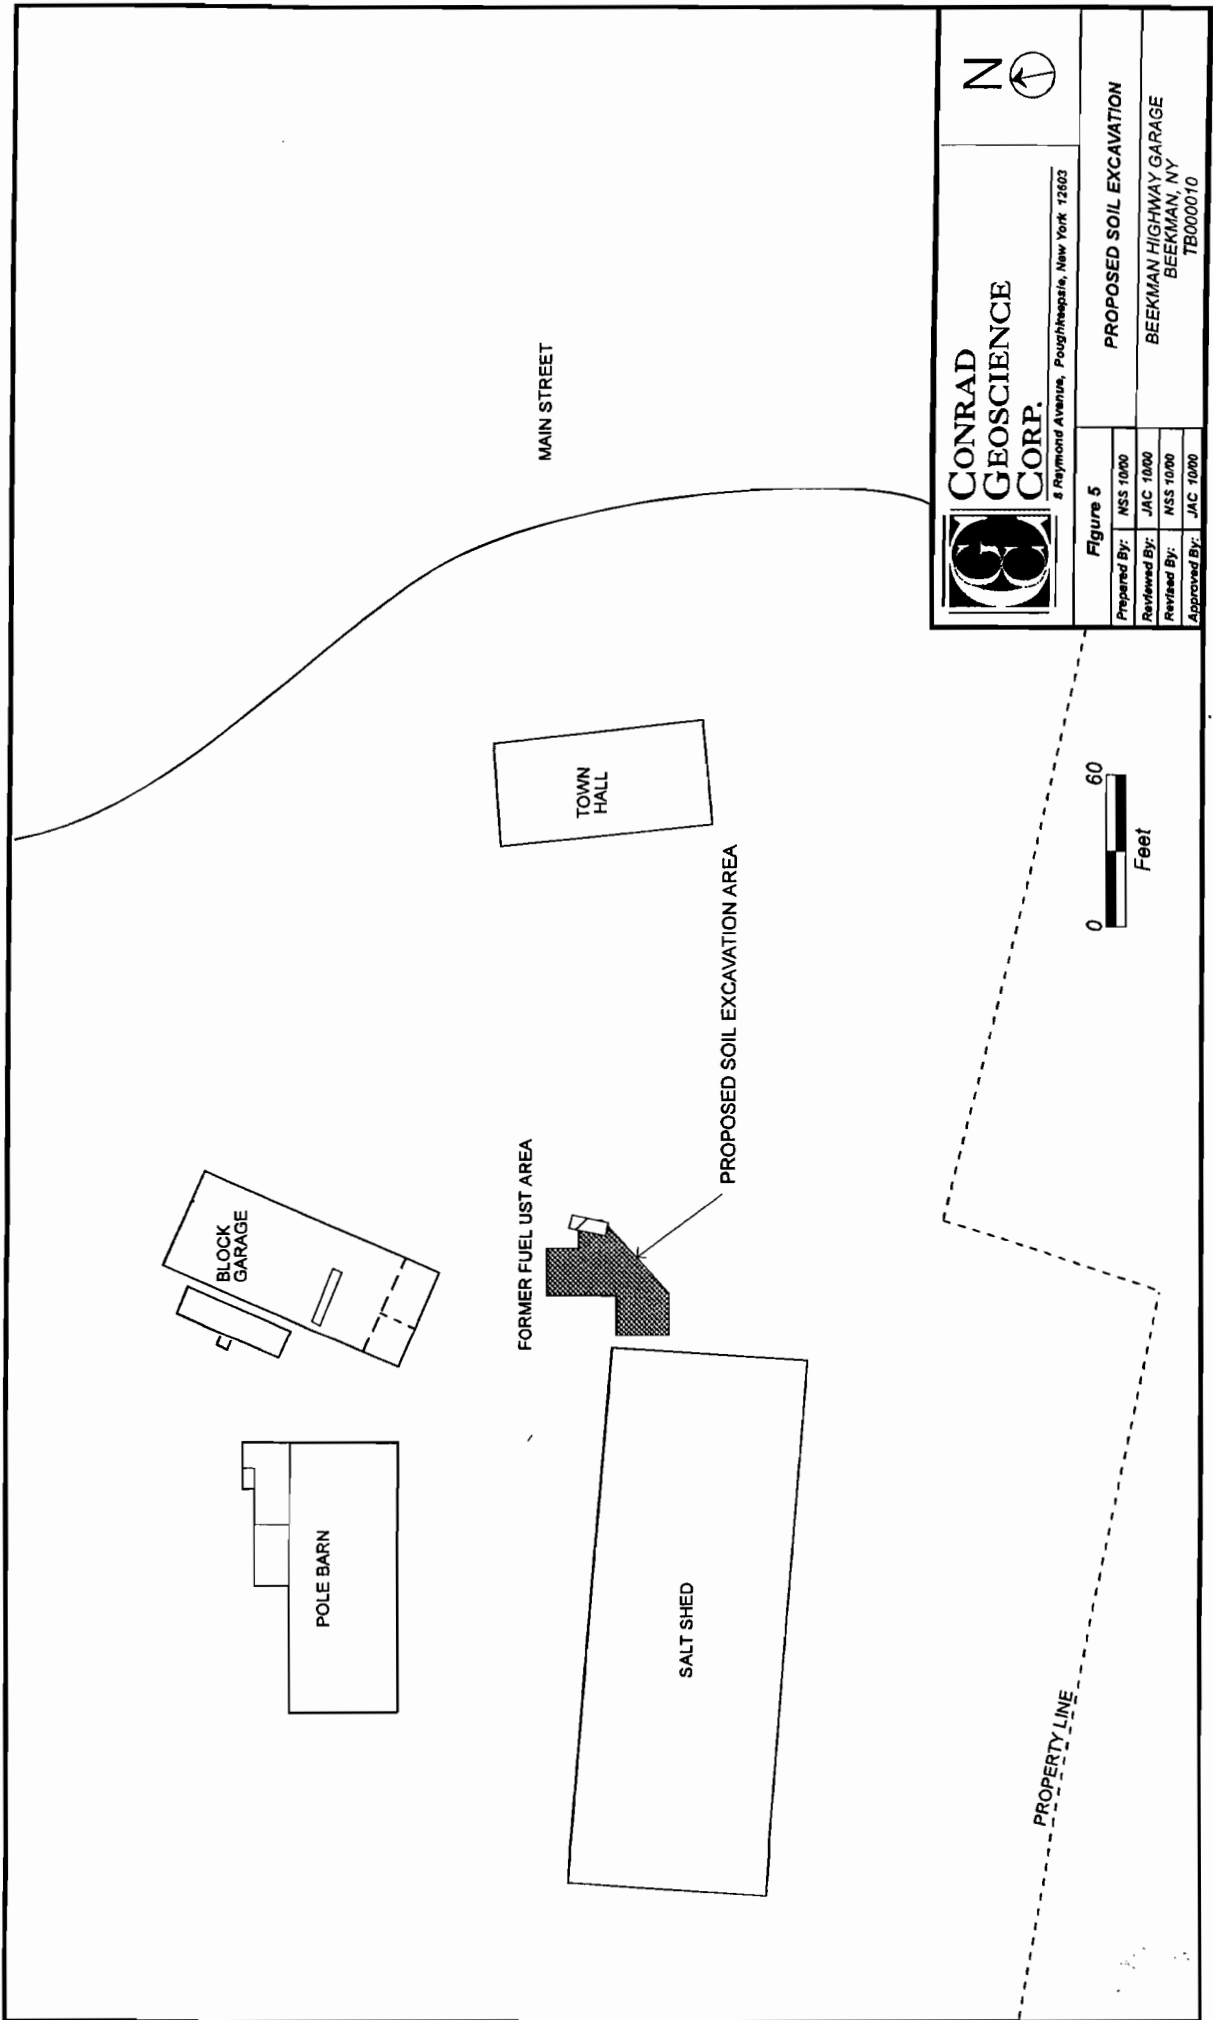 MAIN STREET
BLOCK
GARAGE
TOWN
HALL
POLE BARN
FORMER FUEL UST AREA
PROPOSED SOIL EXCAVATION AREA
SALT SHED
PROPERTY LINE
0 60
Feet
CONRAD
GEOSCIENCE
CORP.
8 Raymond Avenue, Poughkeepsie, New York 12603
N
Figure 5
Prepared By: NSS 10/00
Reviewed By: JAC 10/00
Revised By: NSS 10/00
Approved By: JAC 10/00
PROPOSED SOIL EXCAVATION
BEEKMAN HIGHWAY GARAGE
BEEKMAN, NY
TB000010